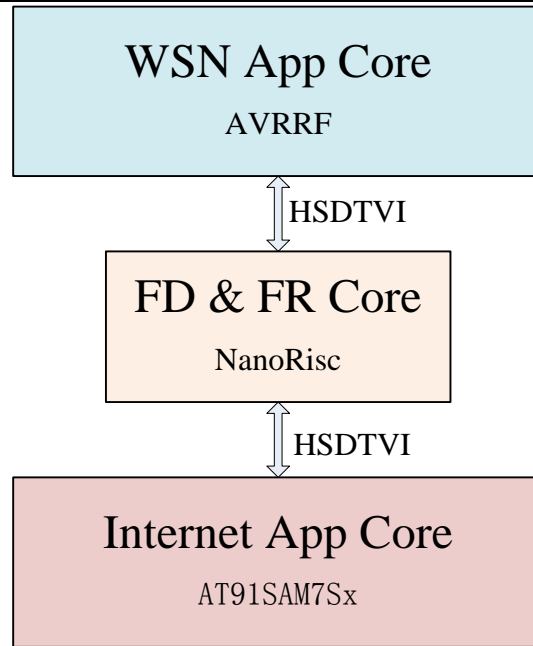 WSN App Core
AVRRF
HSDTVI
FD & FR Core
NanoRisc
HSDTVI
Internet App Core
AT91SAM7Sx